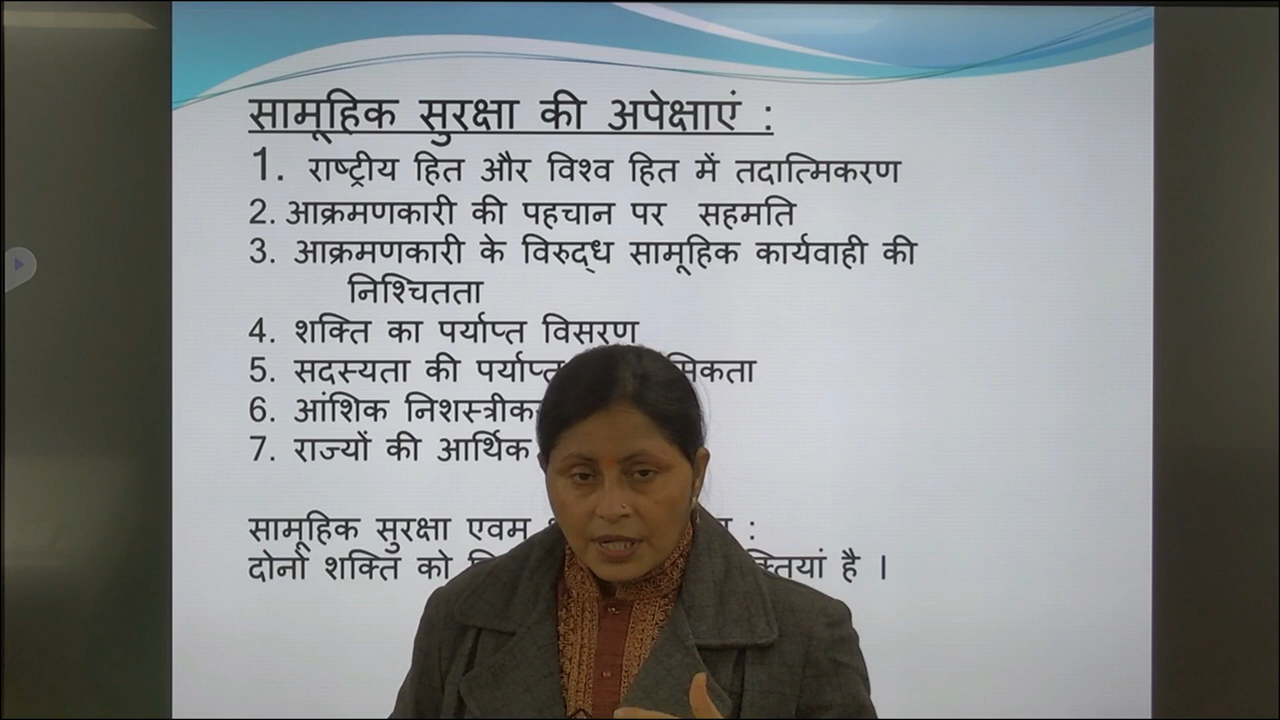 सामूहिक सुरक्षा की अपेक्षाएं :
1. राष्ट्रीय हित और विश्व हित में तदात्मिकरण
2. आक्रमणकारी की पहचान पर सहमति
3. आक्रमणकारी के विरुद्ध सामूहिक कार्यवाही की
निश्चितता
4. शक्ति का पर्याप्त विसरण
5. सदस्यता की पर्याप्त
6. आंशिक
7. राज्यों की आर्थिक
सामूहिक सुरक्षा एवम :
दोनों शक्ति को है ।